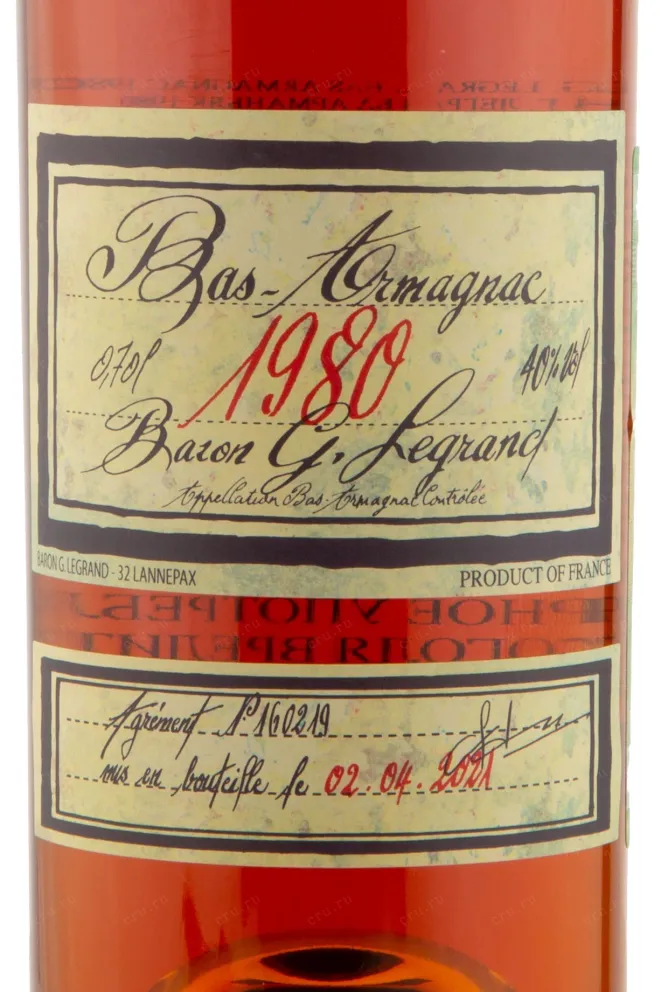 Bas-Armagnac
0,70l 1980 40% Vol
Baron G. Legrand
Appellation Bas-Armagnac Contrôlée
BARON G. LEGRAND - 32 LANNEPAX PRODUCT OF FRANCE
Agrément N° 160219
mis en bouteille le 02.04.2021